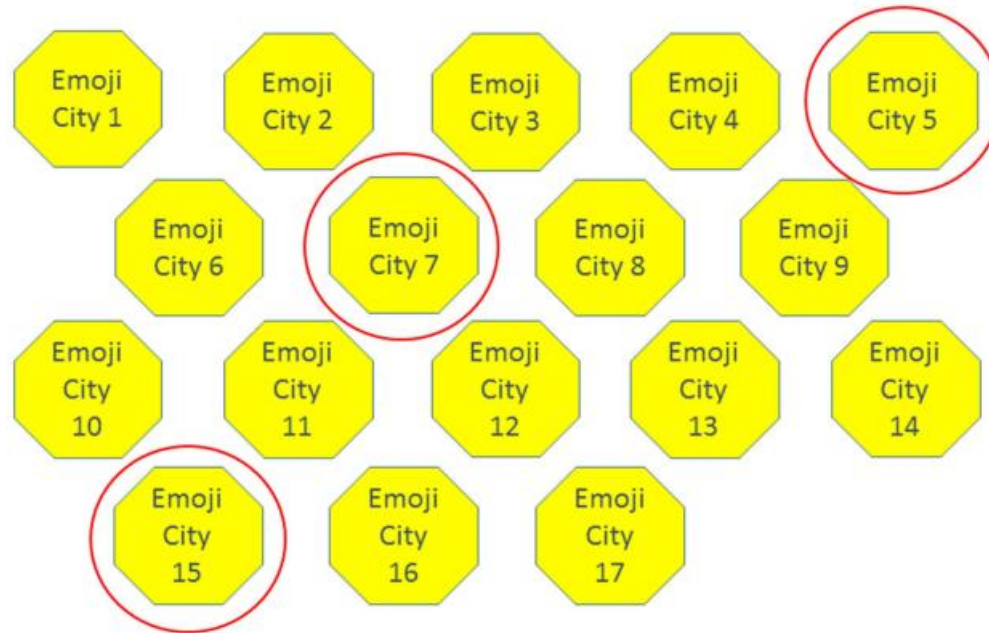 Emoji
City 1
Emoji
City 2
Emoji
City 3
Emoji
City 4
Emoji
City 5
Emoji
City 6
Emoji
City 7
Emoji
City 8
Emoji
City 9
Emoji
City
10
Emoji
City
11
Emoji
City
12
Emoji
City
13
Emoji
City
14
Emoji
City
15
Emoji
City
16
Emoji
City
17